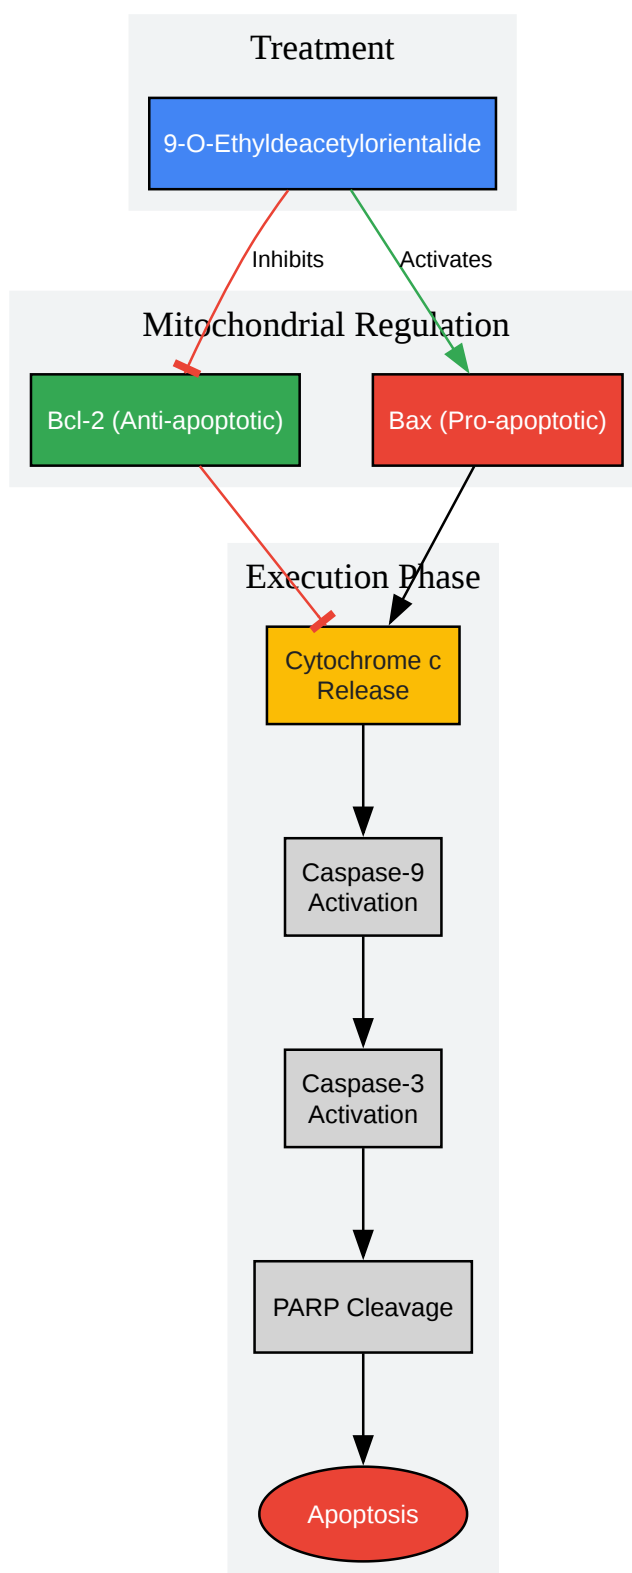 Treatment
9-O-Ethyldeacetylorientalide
Inhibits
Activates
Mitochondrial Regulation
Bcl-2 (Anti-apoptotic)
Bax (Pro-apoptotic)
Execution Phase
Cytochrome c
Release
Caspase-9
Activation
Caspase-3
Activation
PARP Cleavage
Apoptosis